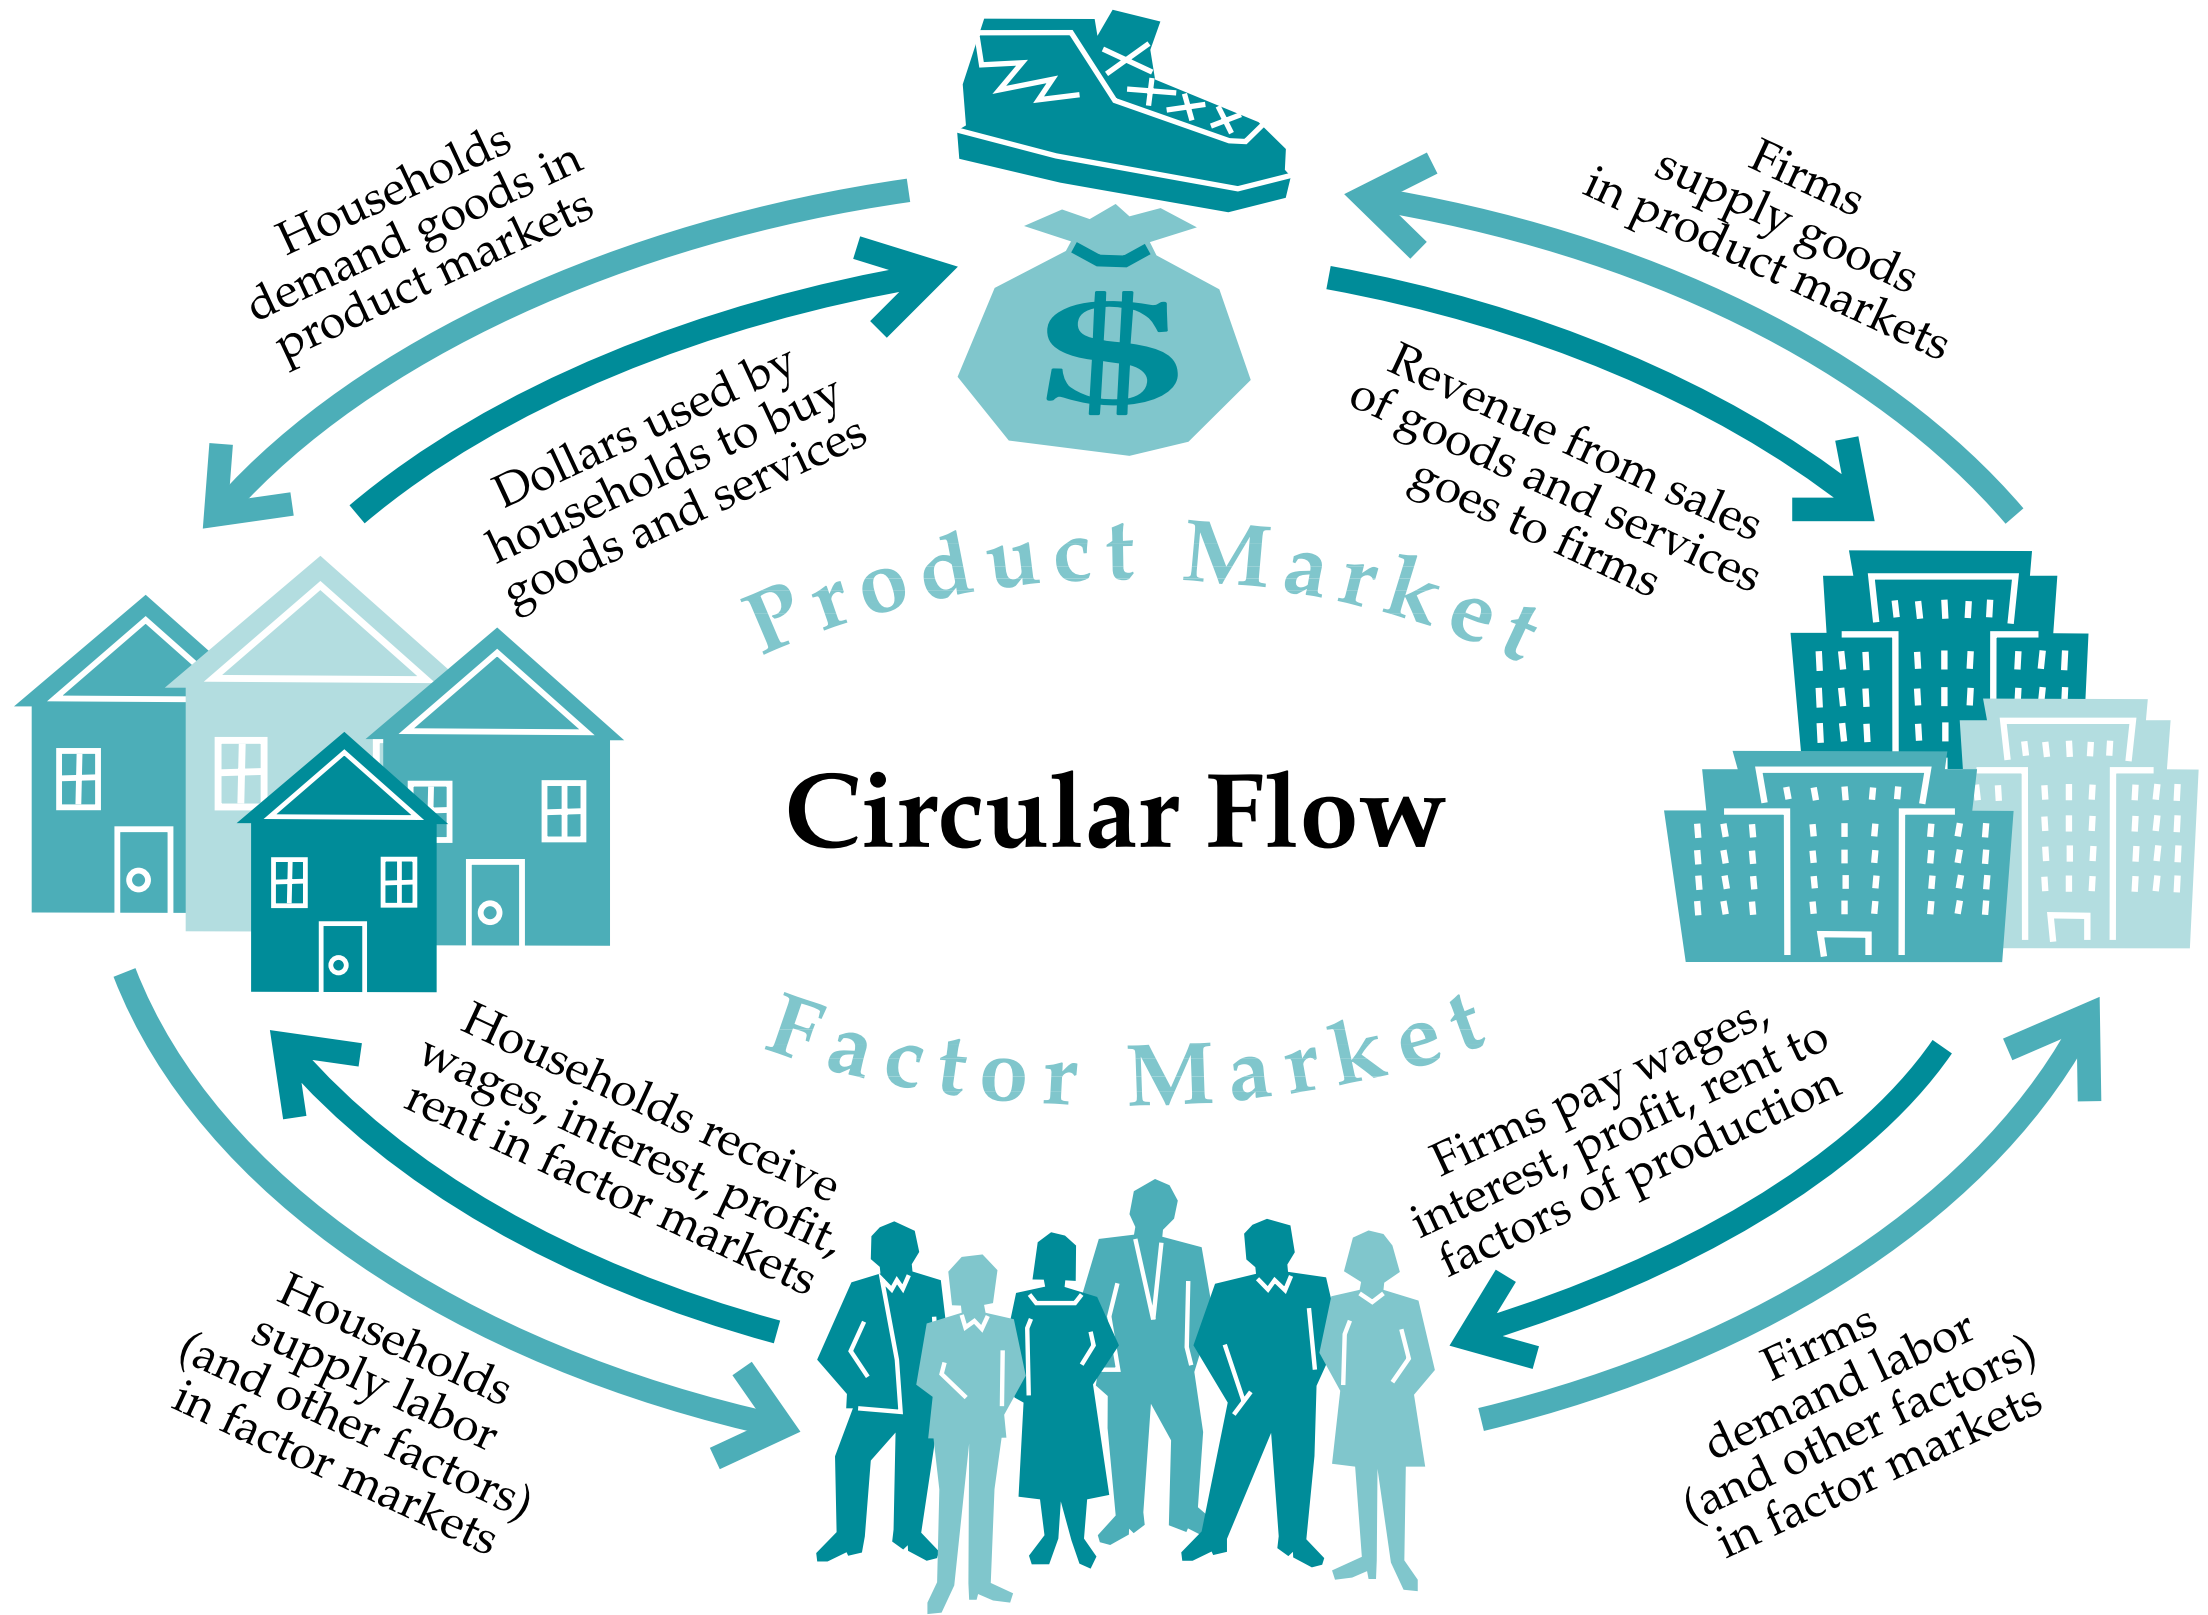 Households
demand goods in
product markets
Firms
supply goods
in product markets
Dollars used by
households to buy
goods and services
$
Revenue from sales
of goods and services
goes to firms
Product Market
Circular Flow
Factor Market
Households receive
wages, interest, profit,
rent in factor markets
Firms pay wages,
interest, profit, rent to
factors of production
Households
supply labor
(and other factors)
in factor markets
Firms
demand labor
(and other factors)
in factor markets